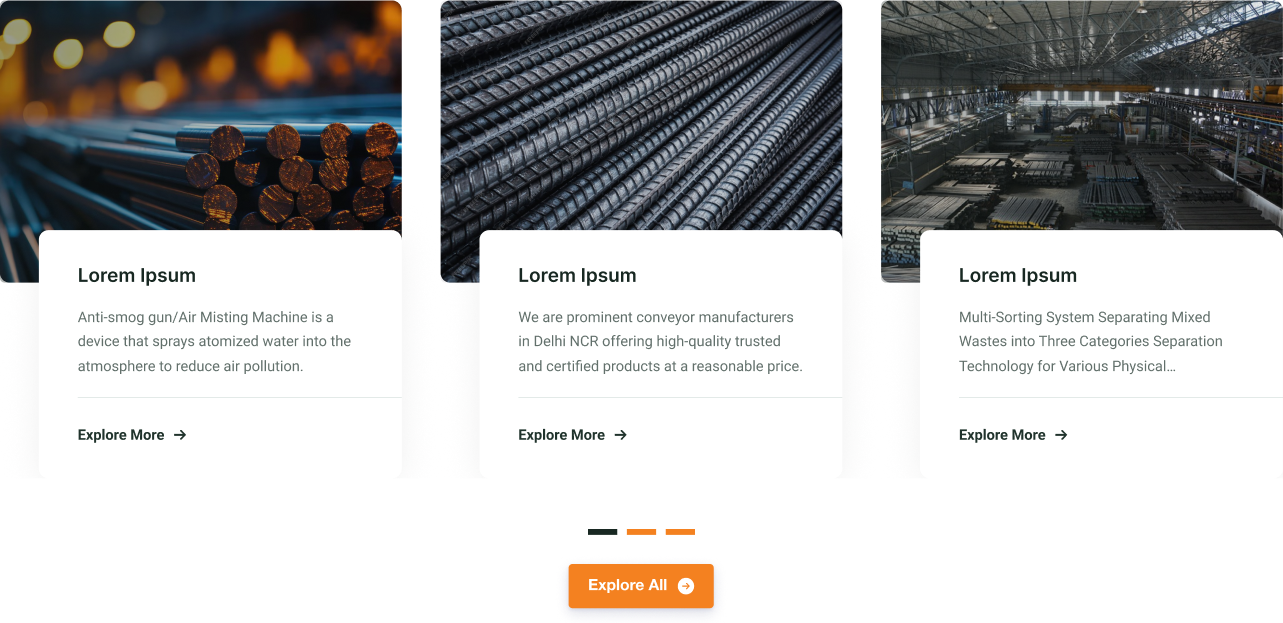 Lorem Ipsum
Anti-smog gun/Air Misting Machine is a
device that sprays atomized water into the
atmosphere to reduce air pollution.
Explore More
Lorem Ipsum
We are prominent conveyor manufacturers
in Delhi NCR offering high-quality trusted
and certified products at a reasonable price.
Explore More
Lorem Ipsum
Multi-Sorting System Separating Mixed
Wastes into Three Categories Separation
Technology for Various Physical...
Explore More
Explore All